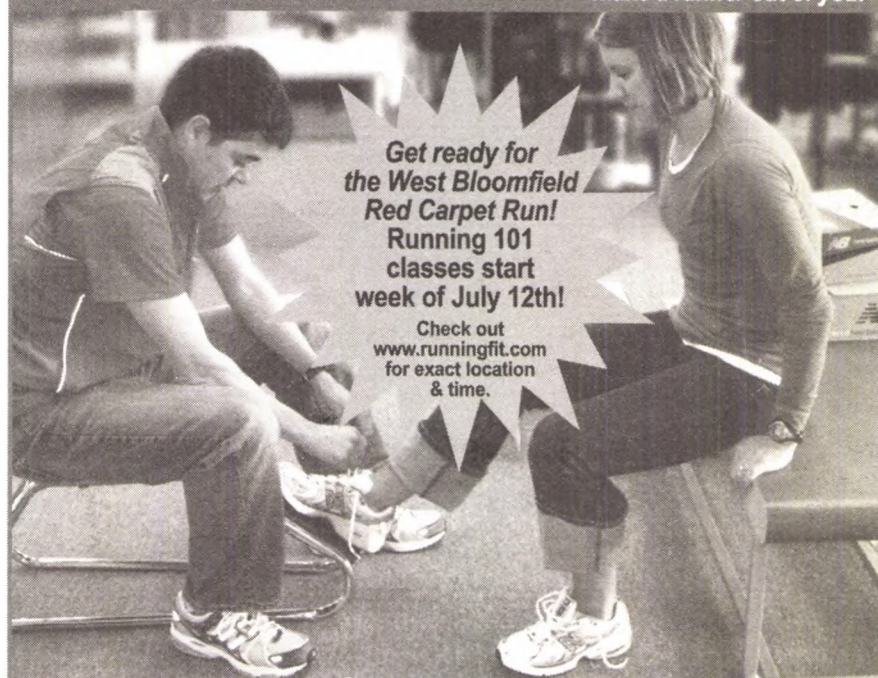 Get ready for
the West Bloomfield
Red Carpet Run!
Running 101
classes start
week of July 12th!
Check out
www.runningfit.com
for exact location
& time.